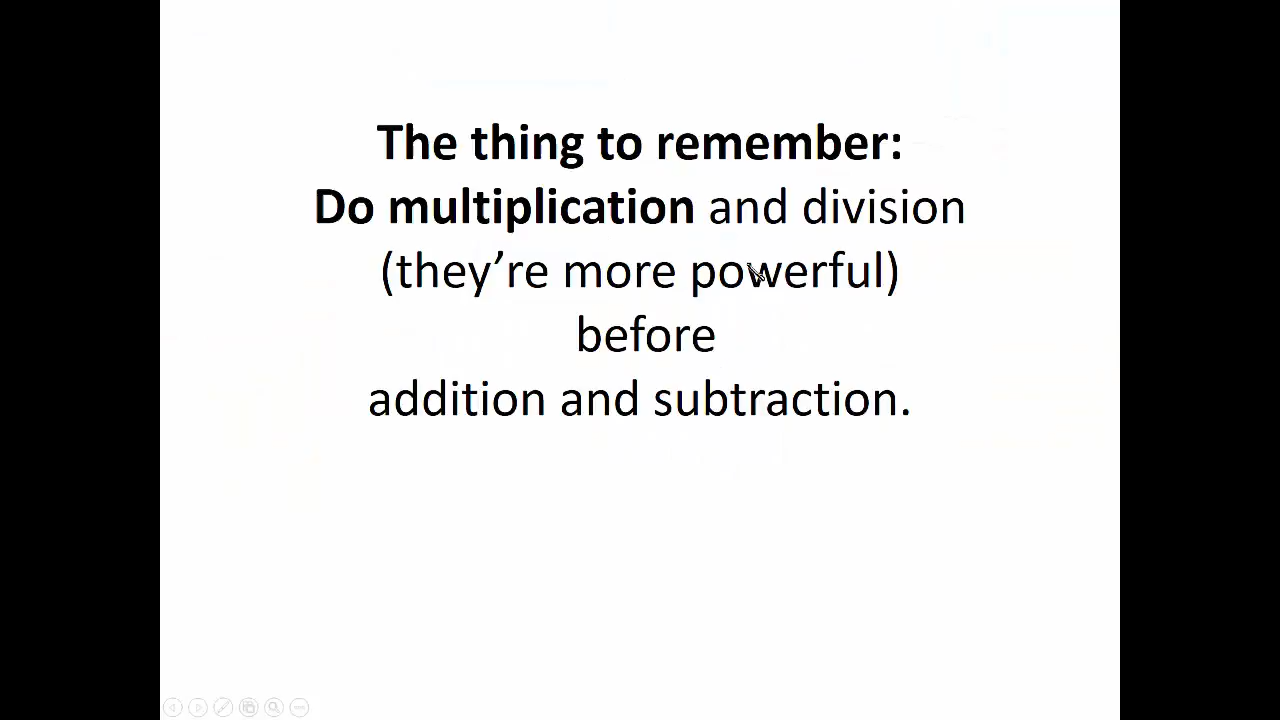 The thing to remember:
Do multiplication and division
(they’re more powerful)
before
addition and subtraction.